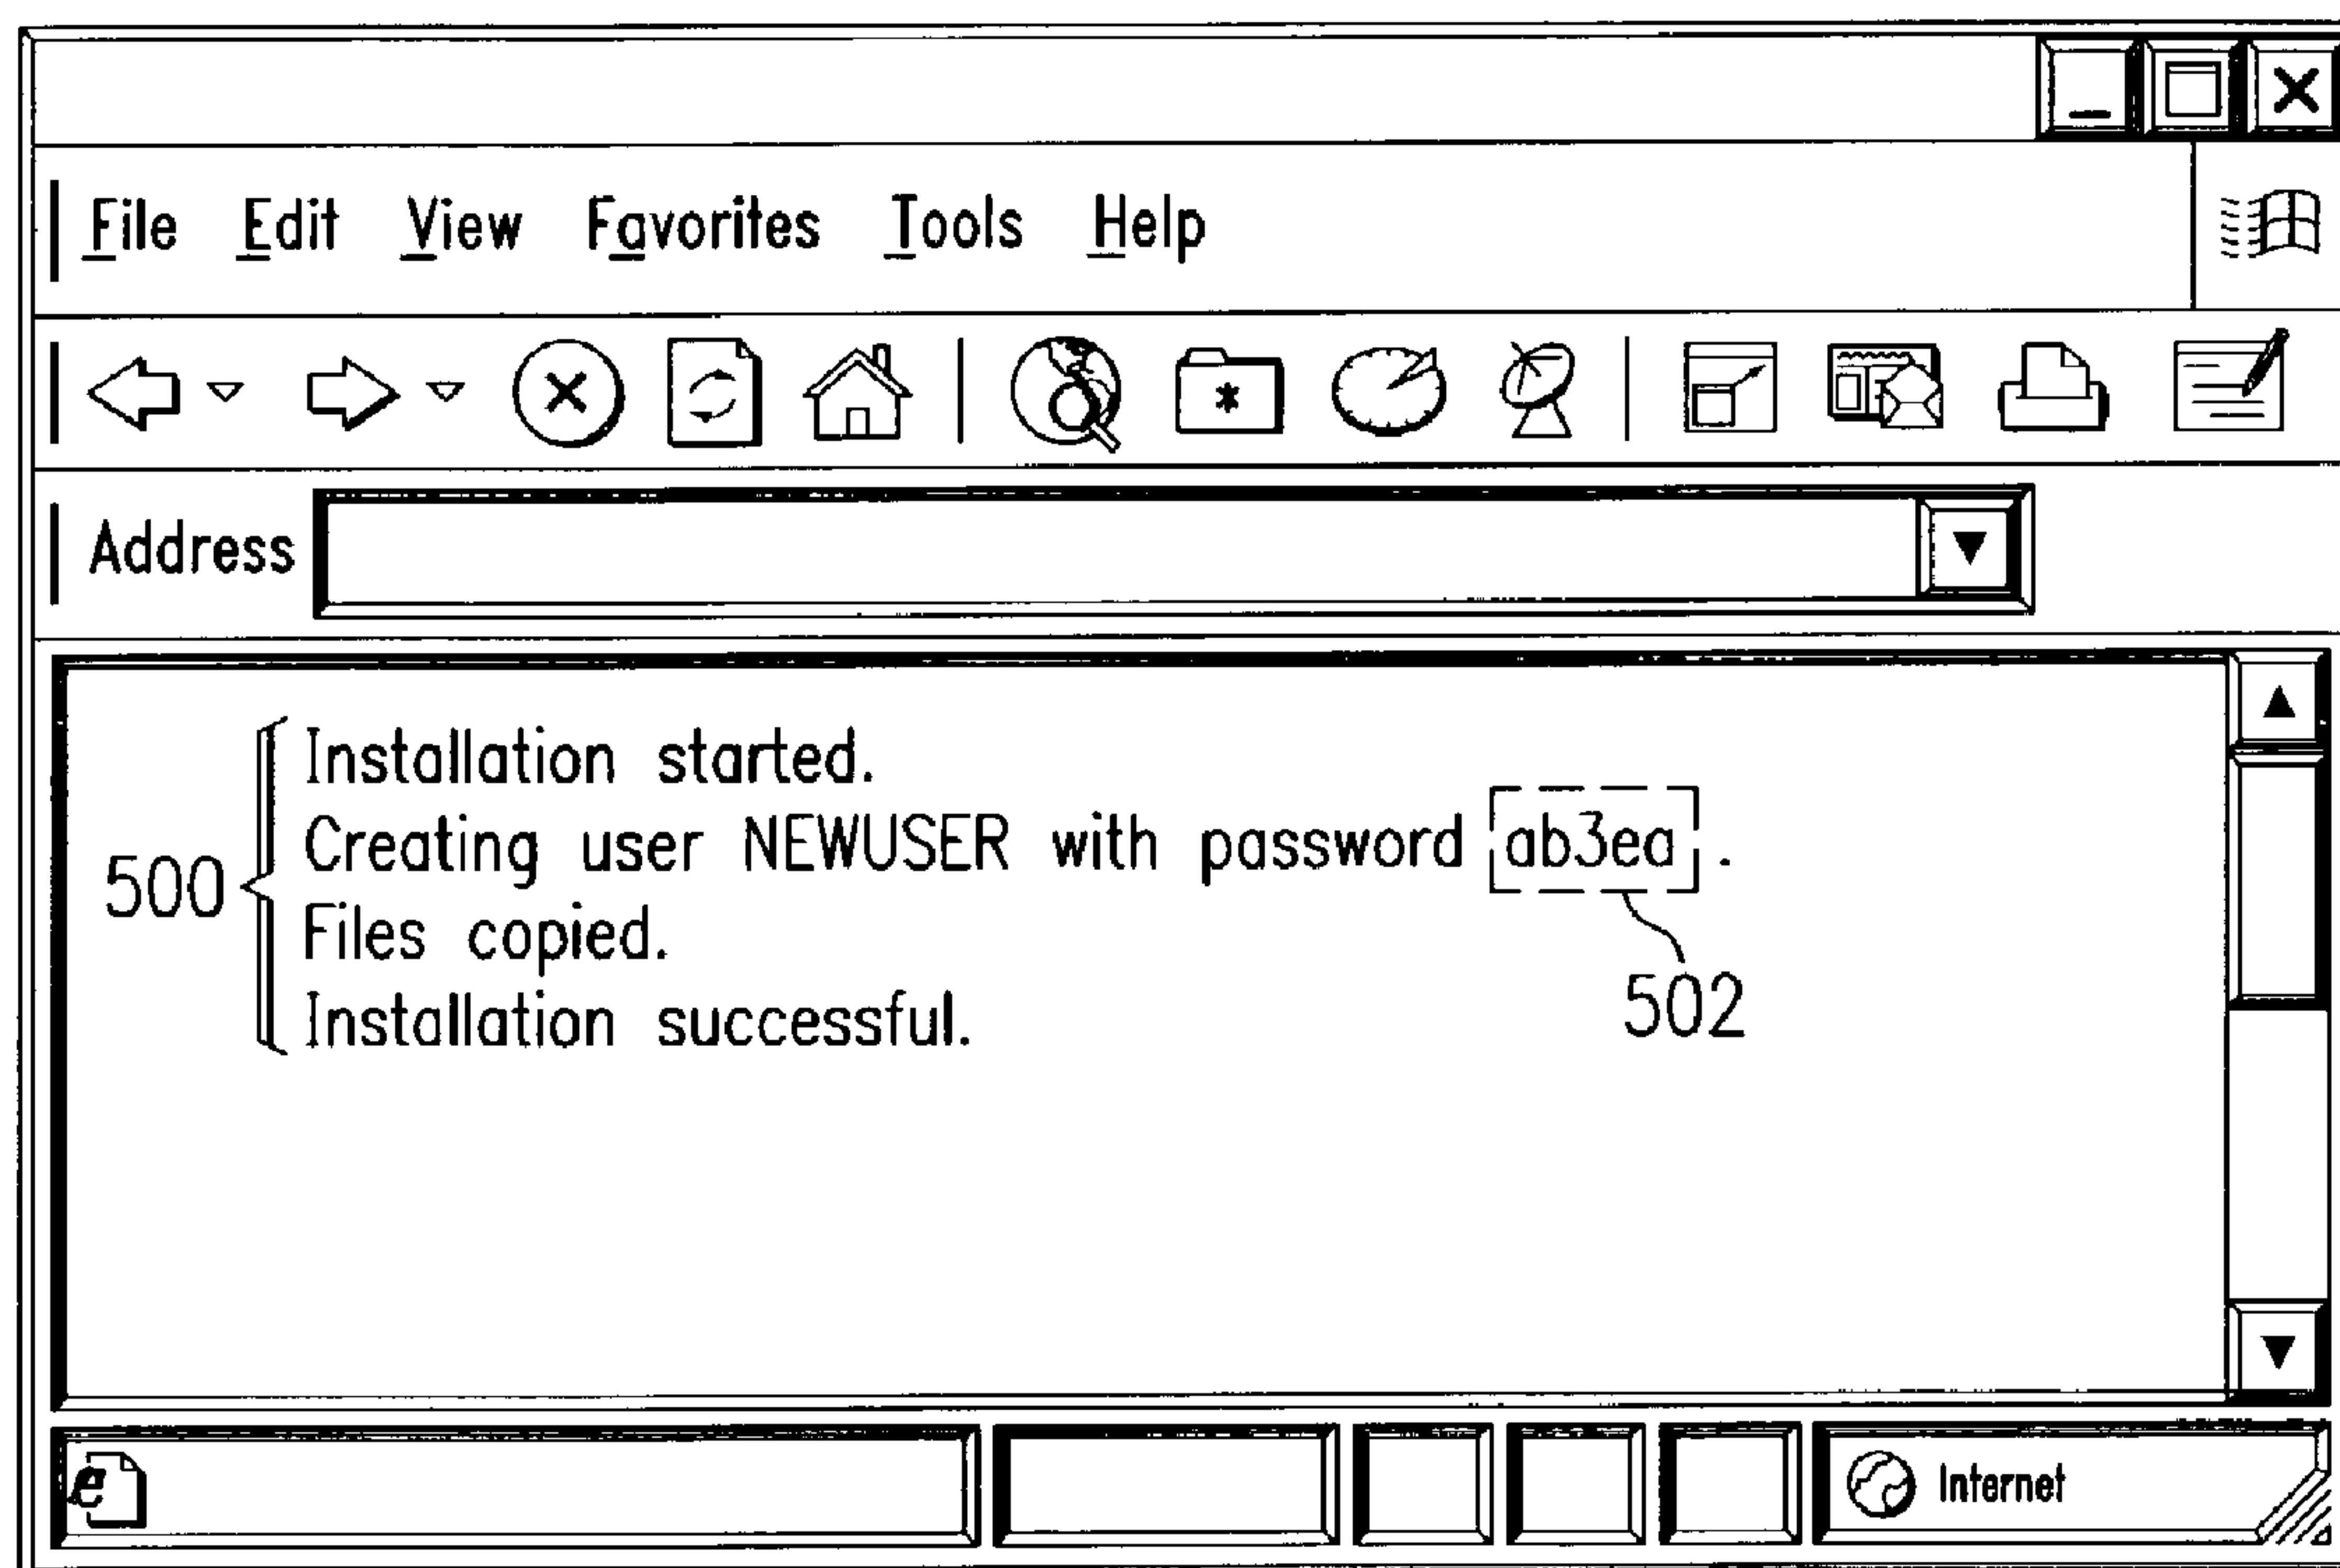 File Edit View Favorites Tools Help
Address
Installation started.
Creating user NEWUSER with password ab3ea.
500
Files copied.
502
Installation successful.
e
Internet